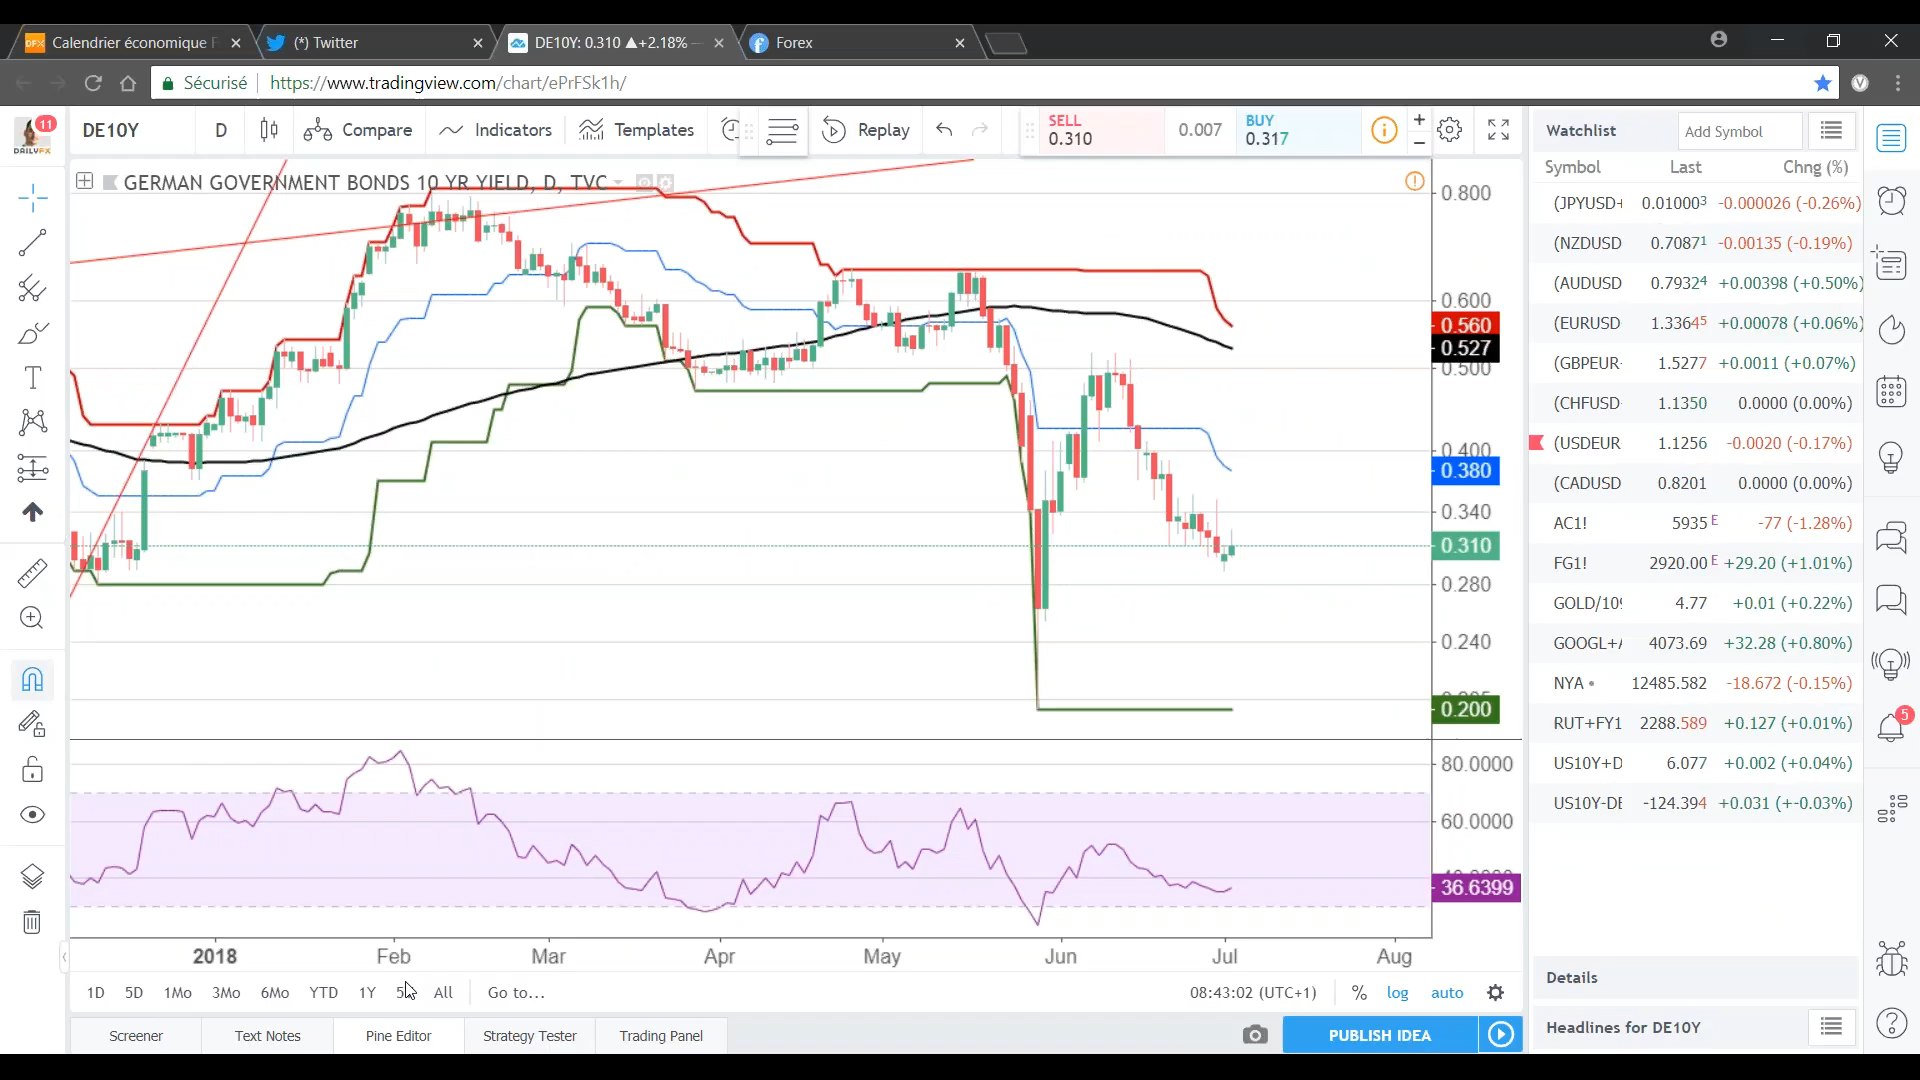 Calendrier économique F
(*) Twitter
DE10Y: 0.310 ▲+2.18% —
Forex
Sécurisé
https://www.tradingview.com/chart/ePrFSk1h/
11
DAILYFX
DE10Y
D
Compare
Indicators
Templates
Replay
SELL
0.310
0.007
BUY
0.317
Watchlist
Add Symbol
Symbol Last Chng (%)
GERMAN GOVERNMENT BONDS 10 YR YIELD, D, TVC
0.800
0.600
0.560
0.527
0.500
0.400
0.380
0.340
0.310
0.280
0.240
0.200
80.0000
60.0000
36.6399
2018 Feb Mar Apr May Jun Jul Aug
(JPYUSD+ 0.010003 -0.000026 (-0.26%)
(NZDUSD 0.70871 -0.00135 (-0.19%)
(AUDUSD 0.79324 +0.00398 (+0.50%)
(EURUSD 1.33645 +0.00078 (+0.06%)
(GBPEUR 1.5277 +0.0011 (+0.07%)
(CHFUSD 1.1350 0.0000 (0.00%)
(USDEUR 1.1256 -0.0020 (-0.17%)
(CADUSD 0.8201 0.0000 (0.00%)
AC1! 5935 E -77 (-1.28%)
FG1! 2920.00 E +29.20 (+1.01%)
GOLD/10 4.77 +0.01 (+0.22%)
GOOGL+ 4073.69 +32.28 (+0.80%)
NYA 12485.582 -18.672 (-0.15%)
RUT+FY1 2288.589 +0.127 (+0.01%)
US10Y+D 6.077 +0.002 (+0.04%)
US10Y-DE -124.394 +0.031 (+-0.03%)
5
1D 5D 1Mo 3Mo 6Mo YTD 1Y All Go to...
08:43:02 (UTC+1) % log auto
Details
Headlines for DE10Y
Screener Text Notes Pine Editor Strategy Tester Trading Panel
PUBLISH IDEA